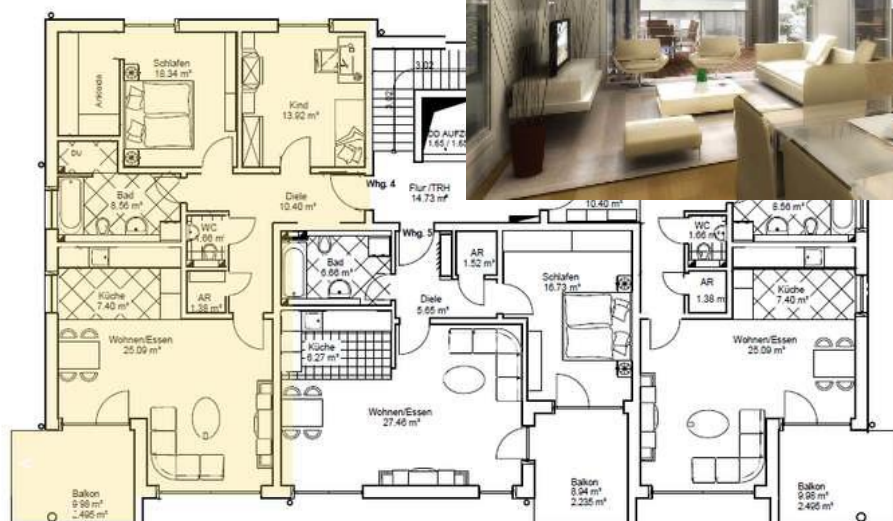 Schlafen
18.34 m²
Ankleide
DU
Kind
13.92 m²
Bad
8.56 m²
Diele
10.40 m²
WC
1.66 m²
Küche
7.40 m²
AR
1.38 m²
Wohnen/Essen
25.09 m²
Balkon
9.98 m²
2.495 m²
Whg. 4
Flur /TRH
14.73 m²
Whg. 5
Bad
6.66 m²
AR
1.52 m²
Diele
5.65 m²
Schlafen
16.73 m²
Küche
6.27 m²
Wohnen/Essen
27.46 m²
Balkon
8.94 m²
2.235 m²
10.40 m²
8.56 m²
WC
1.66 m²
AR
1.38 m
Küche
7.40 m²
Wohnen/Essen
25.09 m²
Balkon
9.98 m²
2.495 m²